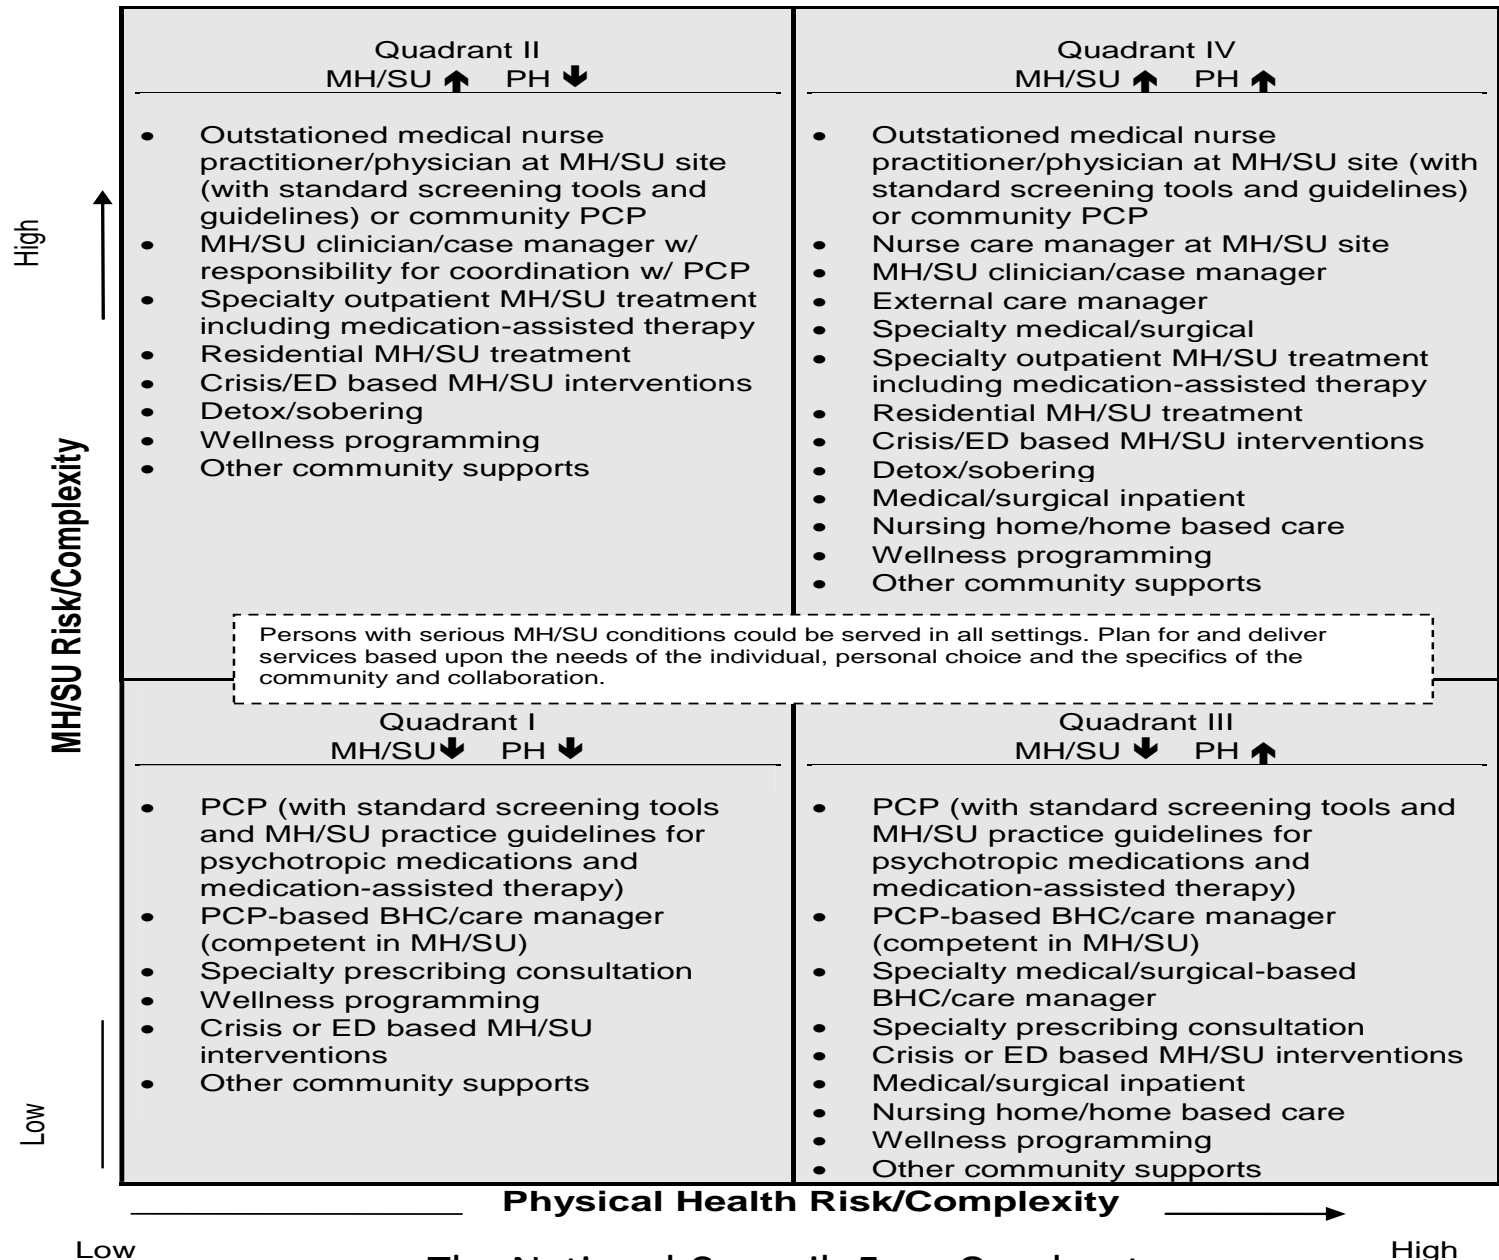 Quadrant II
MH/SU ↑ PH ↓
• Outstationed medical nurse
practitioner/physician at MH/SU site
(with standard screening tools and
guidelines) or community PCP
• MH/SU clinician/case manager w/
responsibility for coordination w/ PCP
• Specialty outpatient MH/SU treatment
including medication-assisted therapy
• Residential MH/SU treatment
• Crisis/ED based MH/SU interventions
• Detox/sobering
• Wellness programming
• Other community supports
Quadrant IV
MH/SU ↑ PH ↑
• Outstationed medical nurse
practitioner/physician at MH/SU site (with
standard screening tools and guidelines)
or community PCP
• Nurse care manager at MH/SU site
• MH/SU clinician/case manager
• External care manager
• Specialty medical/surgical
• Specialty outpatient MH/SU treatment
including medication-assisted therapy
• Residential MH/SU treatment
• Crisis/ED based MH/SU interventions
• Detox/sobering
• Medical/surgical inpatient
• Nursing home/home based care
• Wellness programming
• Other community supports
High
MH/SU Risk/Complexity
Low
Persons with serious MH/SU conditions could be served in all settings. Plan for and deliver
services based upon the needs of the individual, personal choice and the specifics of the
community and collaboration.
Quadrant I
MH/SU↓ PH ↓
• PCP (with standard screening tools
and MH/SU practice guidelines for
psychotropic medications and
medication-assisted therapy)
• PCP-based BHC/care manager
(competent in MH/SU)
• Specialty prescribing consultation
• Wellness programming
• Crisis or ED based MH/SU
interventions
• Other community supports
Quadrant III
MH/SU ↓ PH ↑
• PCP (with standard screening tools and
MH/SU practice guidelines for
psychotropic medications and
medication-assisted therapy)
• PCP-based BHC/care manager
(competent in MH/SU)
• Specialty medical/surgical-based
BHC/care manager
• Specialty prescribing consultation
• Crisis or ED based MH/SU interventions
• Medical/surgical inpatient
• Nursing home/home based care
• Wellness programming
• Other community supports
Physical Health Risk/Complexity
Low
High
The National Council: Four Quadrant